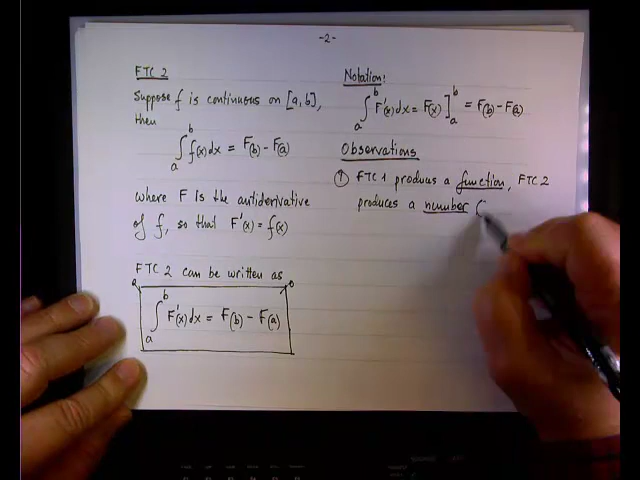 -2-
FTC 2
Suppose f is continuous on [a, b],
then
∫_a^b f(x) dx = F(b) - F(a)
where F is the antiderivative
of f, so that F'(x) = f(x)
FTC 2 can be written as
∫_a^b F'(x) dx = F(b) - F(a)
Notation:
∫_a^b F'(x) dx = F(x) ]_a^b = F(b) - F(a)
Observations
① FTC 1 produces a function, FTC 2
produces a number (